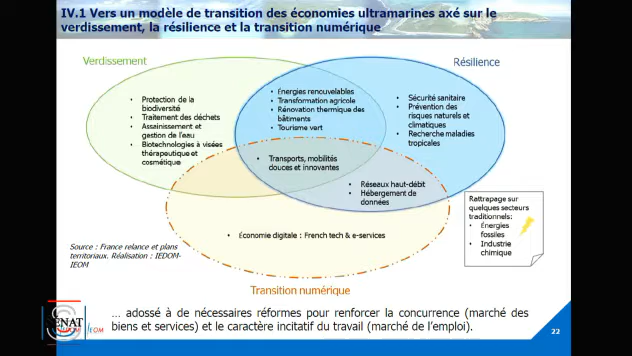 IV.1 Vers un modèle de transition des économies ultramarines axé sur le
verdissement, la résilience et la transition numérique
Verdissement
Résilience
• Protection de la
biodiversité
• Traitement des déchets
• Assainissement et
gestion de l'eau
• Biotechnologies à visées
thérapeutique et
cosmétique
• Énergies renouvelables
• Transformation agricole
• Rénovation thermique des
bâtiments
• Tourisme vert
• Sécurité sanitaire
• Prévention des
risques naturels et
climatiques
• Recherche maladies
tropicales
• Transports, mobilités
douces et innovantes
• Réseaux haut-débit
• Hébergement de
données
Rattrapage sur
quelques secteurs
traditionnels:
• Énergies
fossiles
• Industrie
chimique
• Économie digitale : French tech & e-services
Source : France relance et plans
territoriaux. Réalisation : IEDOM-
IEOM
Transition numérique
… adossé à de nécessaires réformes pour renforcer la concurrence (marché des
biens et services) et le caractère incitatif du travail (marché de l'emploi).
SÉNAT
IEOM
22